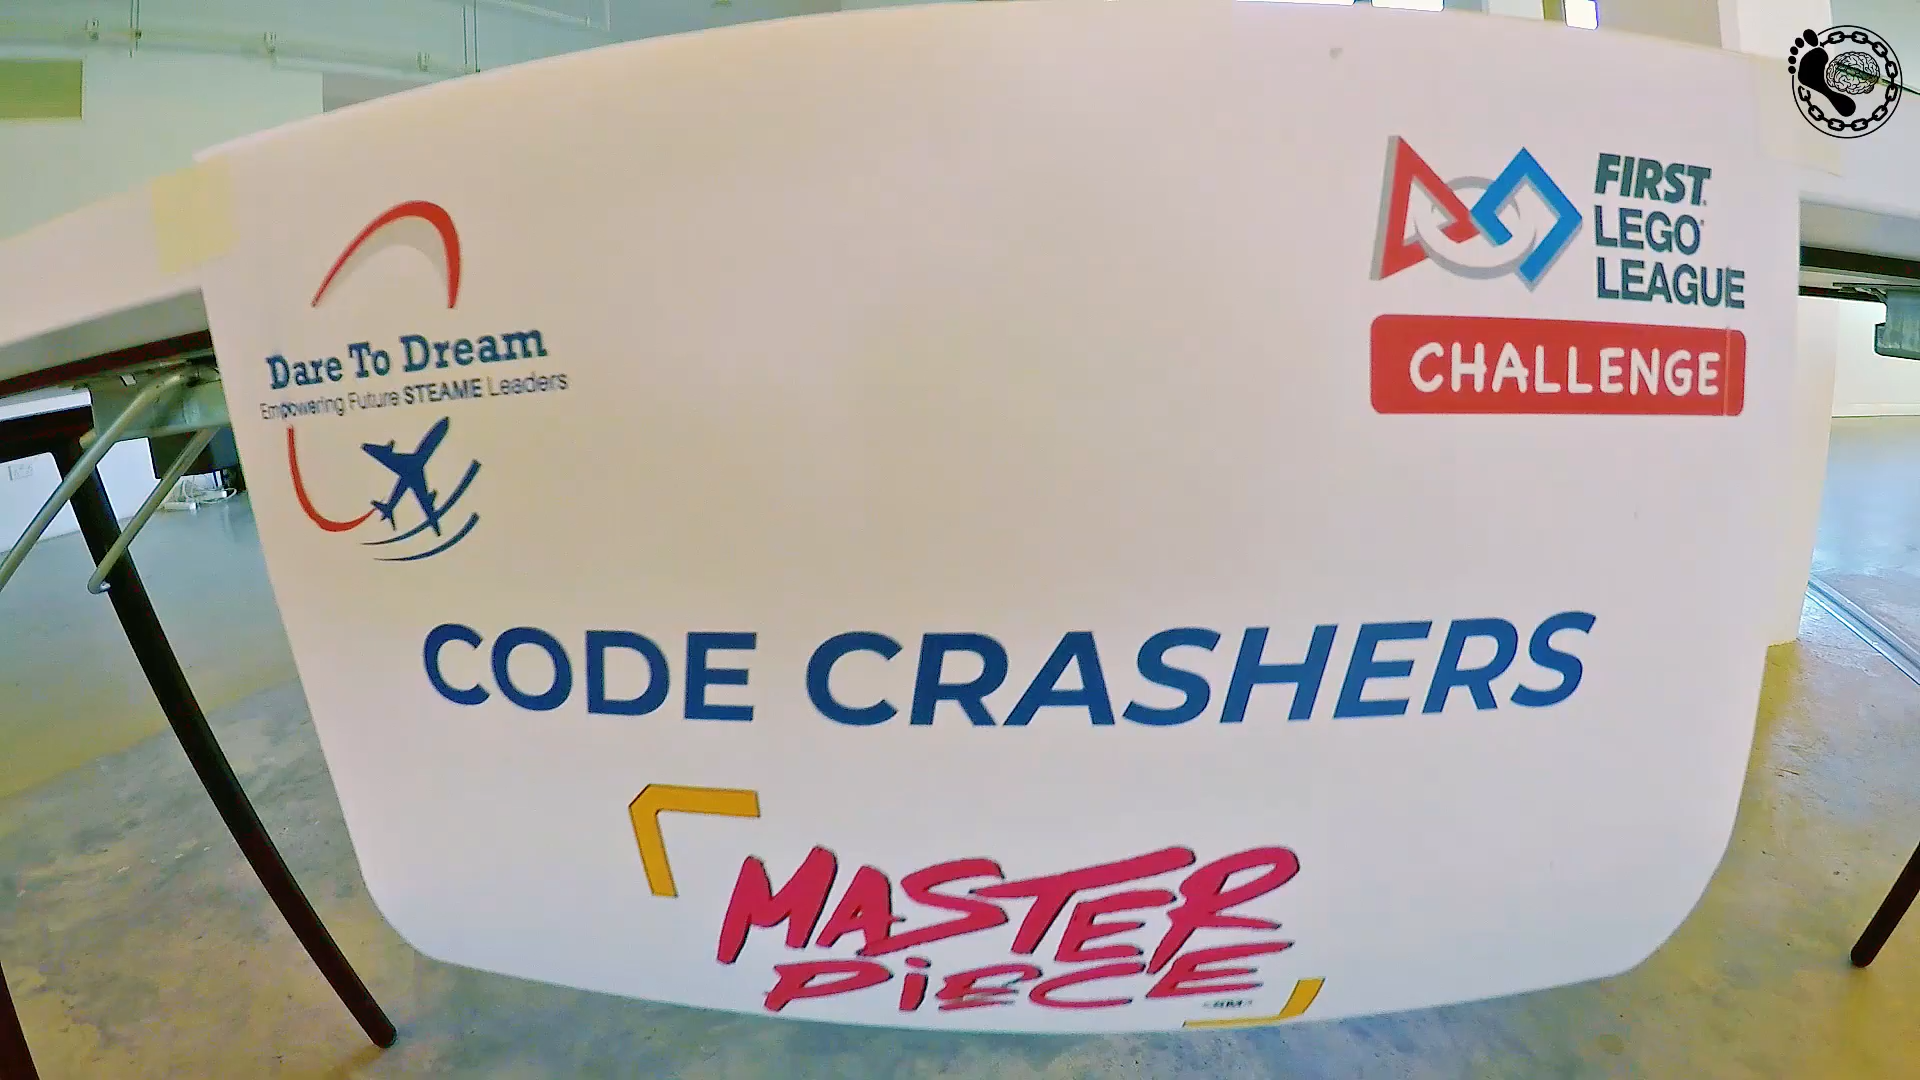 Dare To Dream
Empowering Future STEAME Leaders
FIRST
LEGO
LEAGUE
CHALLENGE
CODE CRASHERS
MASTER
PIECE